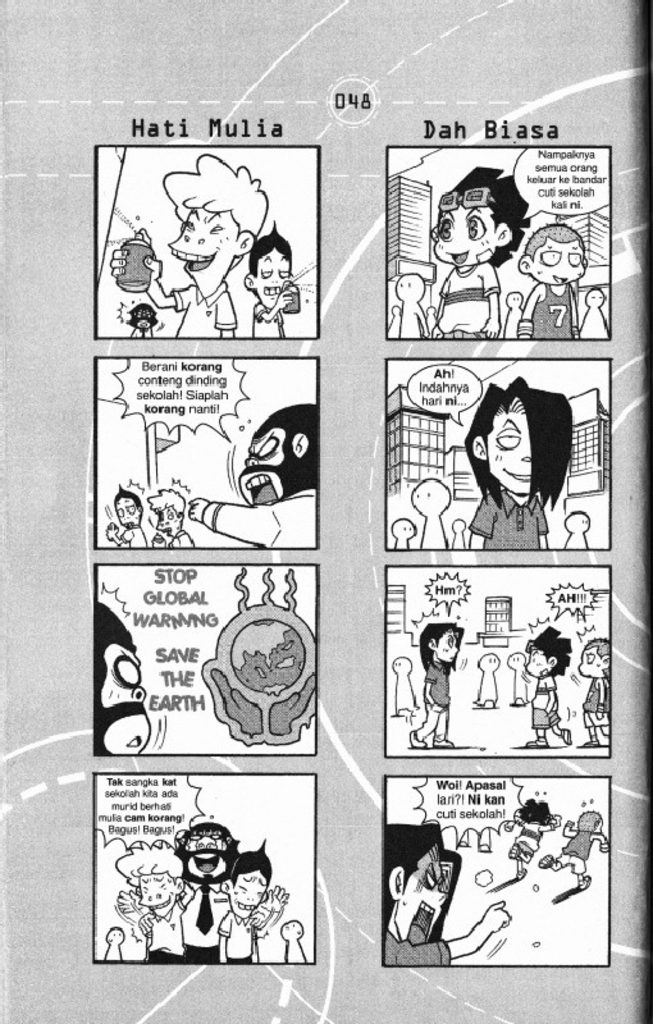 048
Hati Mulia
Berani korang
conteng dinding
sekolah! Siaplah
korang nanti!
STOP
GLOBAL
WARMING
SAVE
THE
EARTH
Tak sangka kat
sekolah kita ada
murid berhati
mulia cam korang!
Bagus! Bagus!
Dah Biasa
Nampaknya
semua orang
keluar ke bandar
cuti sekolah
kali ni.
7
Ah!
Indahnya
hari ni...
Hm?
AH!!!
Woi! Apasal
lari?! Ni kan
cuti sekolah!